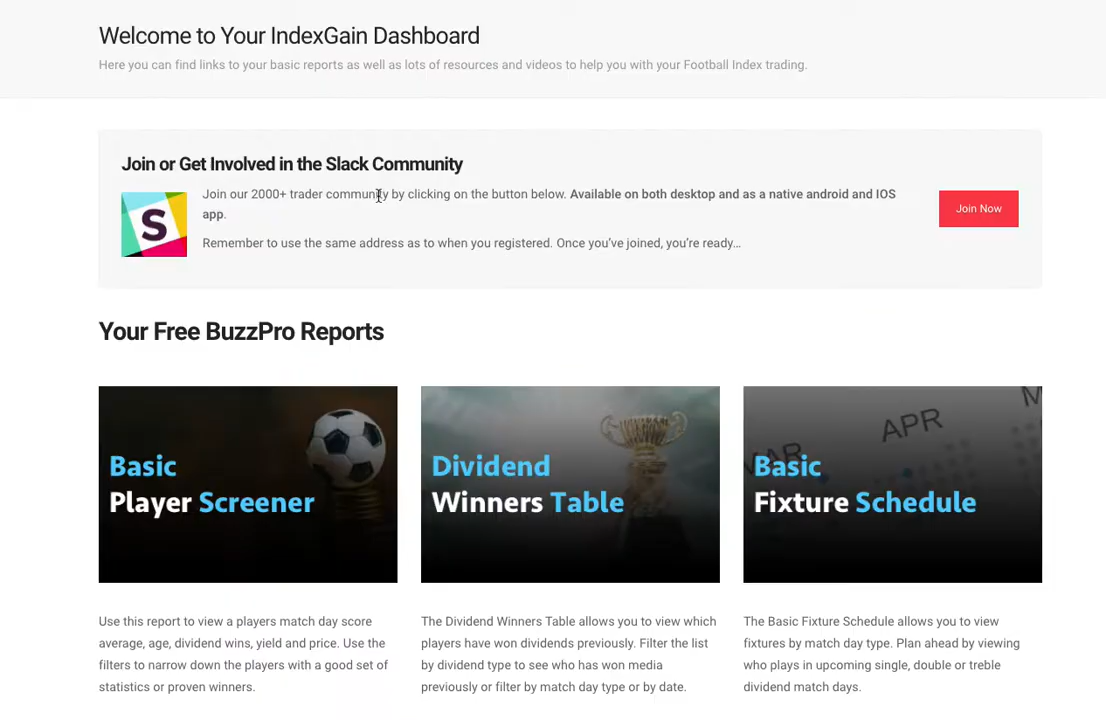 Welcome to Your IndexGain Dashboard
Here you can find links to your basic reports as well as lots of resources and videos to help you with your Football Index trading.
Join or Get Involved in the Slack Community
S
Join our 2000+ trader community by clicking on the button below. Available on both desktop and as a native android and IOS
app.
Join Now
Remember to use the same address as to when you registered. Once you've joined, you're ready...
Your Free BuzzPro Reports
Basic
Player Screener
Dividend
Winners Table
APR
Basic
Fixture Schedule
Use this report to view a players match day score
average, age, dividend wins, yield and price. Use the
filters to narrow down the players with a good set of
statistics or proven winners.
The Dividend Winners Table allows you to view which
players have won dividends previously. Filter the list
by dividend type to see who has won media
previously or filter by match day type or by date.
The Basic Fixture Schedule allows you to view
fixtures by match day type. Plan ahead by viewing
who plays in upcoming single, double or treble
dividend match days.